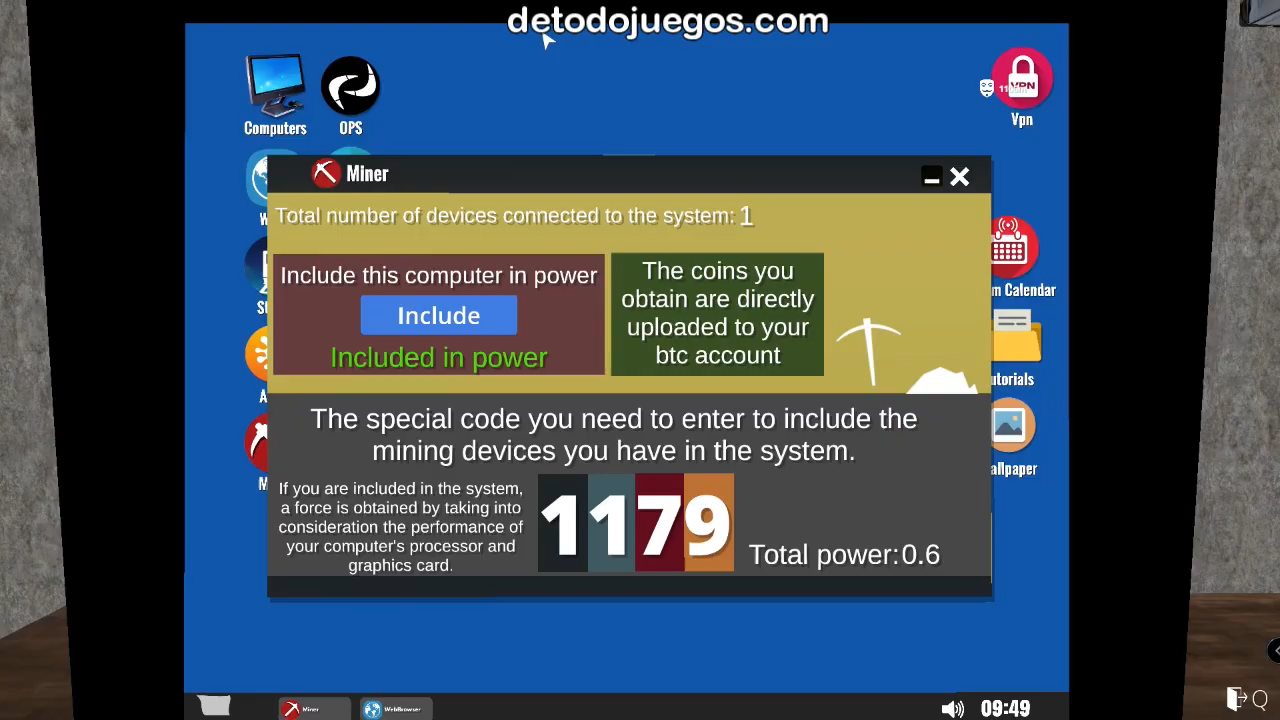 detodojuegos.com
Computers
OPS
VPN
Vpn
Miner
Total number of devices connected to the system: 1
Include this computer in power
Include
Included in power
The coins you
obtain are directly
uploaded to your
btc account
m Calendar
utorials
allpaper
The special code you need to enter to include the
mining devices you have in the system.
If you are included in the system,
a force is obtained by taking into
consideration the performance of
your computer's processor and
graphics card.
1179
Total power:0.6
Miner
WebBrowser
09:49
Q